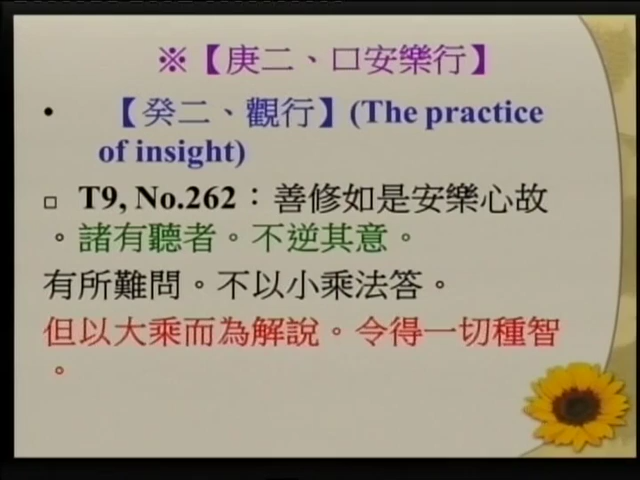 ※【庚二、口安樂行】
• 【癸二、觀行】(The practice
of insight)
□ T9, No.262：善修如是安樂心故
。諸有聽者。不逆其意。
有所難問。不以小乘法答。
但以大乘而為解說。令得一切種智
。